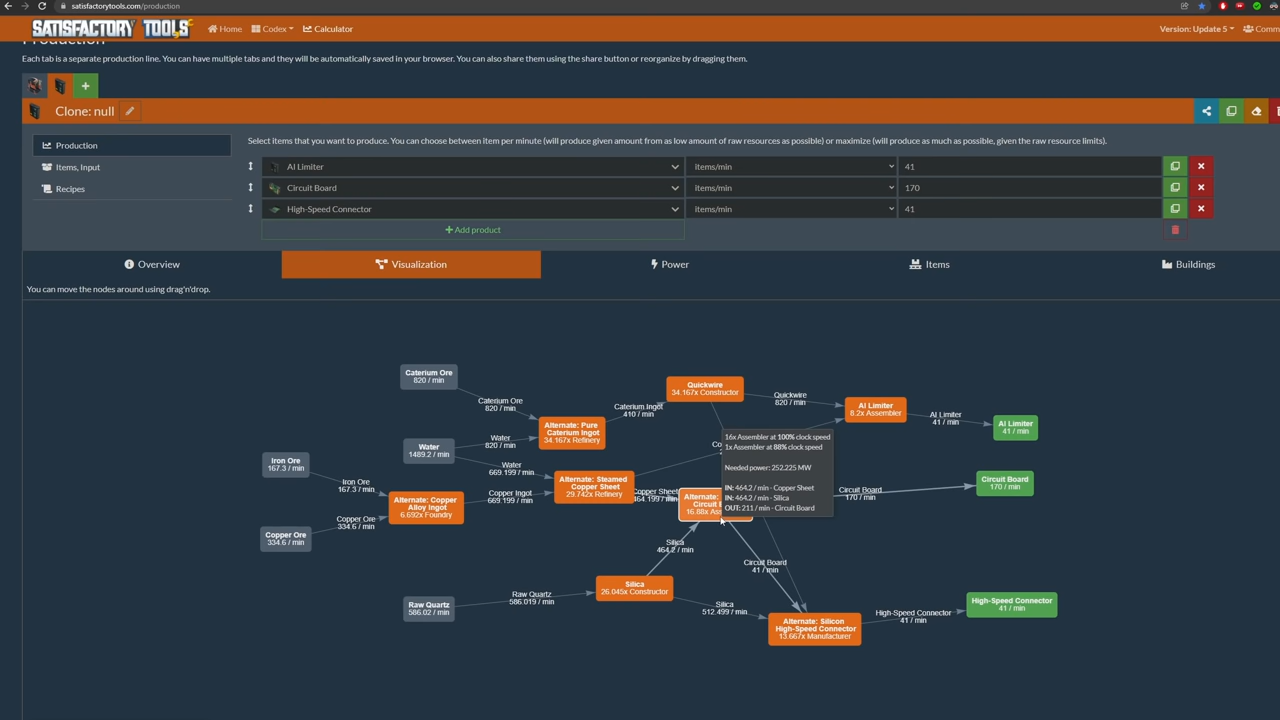 satisfactorytools.com/production
SATISFACTORY TOOLS
Home
Codex
Calculator
Version: Update 5
Production
Each tab is a separate production line. You can have multiple tabs and they will be automatically saved in your browser. You can also share them using the share button or reorganize by dragging them.
+
Clone: null
Production
Items, Input
Recipes
Select items that you want to produce. You can choose between item per minute (will produce given amount from as low amount of raw resources as possible) or maximize (will produce as much as possible, given the raw resource limits).
AI Limiter
items/min
41
Circuit Board
items/min
170
High-Speed Connector
items/min
41
+ Add product
Overview
Visualization
Power
Items
Buildings
You can move the nodes around using drag'n'drop.
Caterium Ore
820 / min
Caterium Ore
820 / min
Water
1489.2 / min
Water
820 / min
Water
669.199 / min
Iron Ore
167.3 / min
Iron Ore
167.3 / min
Copper Ore
334.6 / min
Copper Ore
334.6 / min
Alternate: Copper
Alloy Ingot
6.692x Foundry
Copper Ingot
669.199 / min
Alternate: Pure
Caterium Ingot
34.167x Refinery
Caterium Ingot
410 / min
Alternate: Steamed
Copper Sheet
29.742x Refinery
Copper Sheet
464.199 / min
Quickwire
34.167x Constructor
Quickwire
820 / min
AI Limiter
8.2x Assembler
AI Limiter
41 / min
AI Limiter
41 / min
16x Assembler at 100% clock speed
1x Assembler at 88% clock speed
Needed power: 252.225 MW
IN: 464.2 / min - Copper Sheet
IN: 464.2 / min - Silica
OUT: 211 / min - Circuit Board
Alternate:
Circuit
16.88x
Circuit Board
170 / min
Circuit Board
170 / min
Silica
464.2 / min
Circuit Board
41 / min
Raw Quartz
586.02 / min
Raw Quartz
586.019 / min
Silica
26.045x Constructor
Silica
512.499 / min
Alternate: Silicon
High-Speed Connector
13.667x Manufacturer
High-Speed Connector
41 / min
High-Speed Connector
41 / min